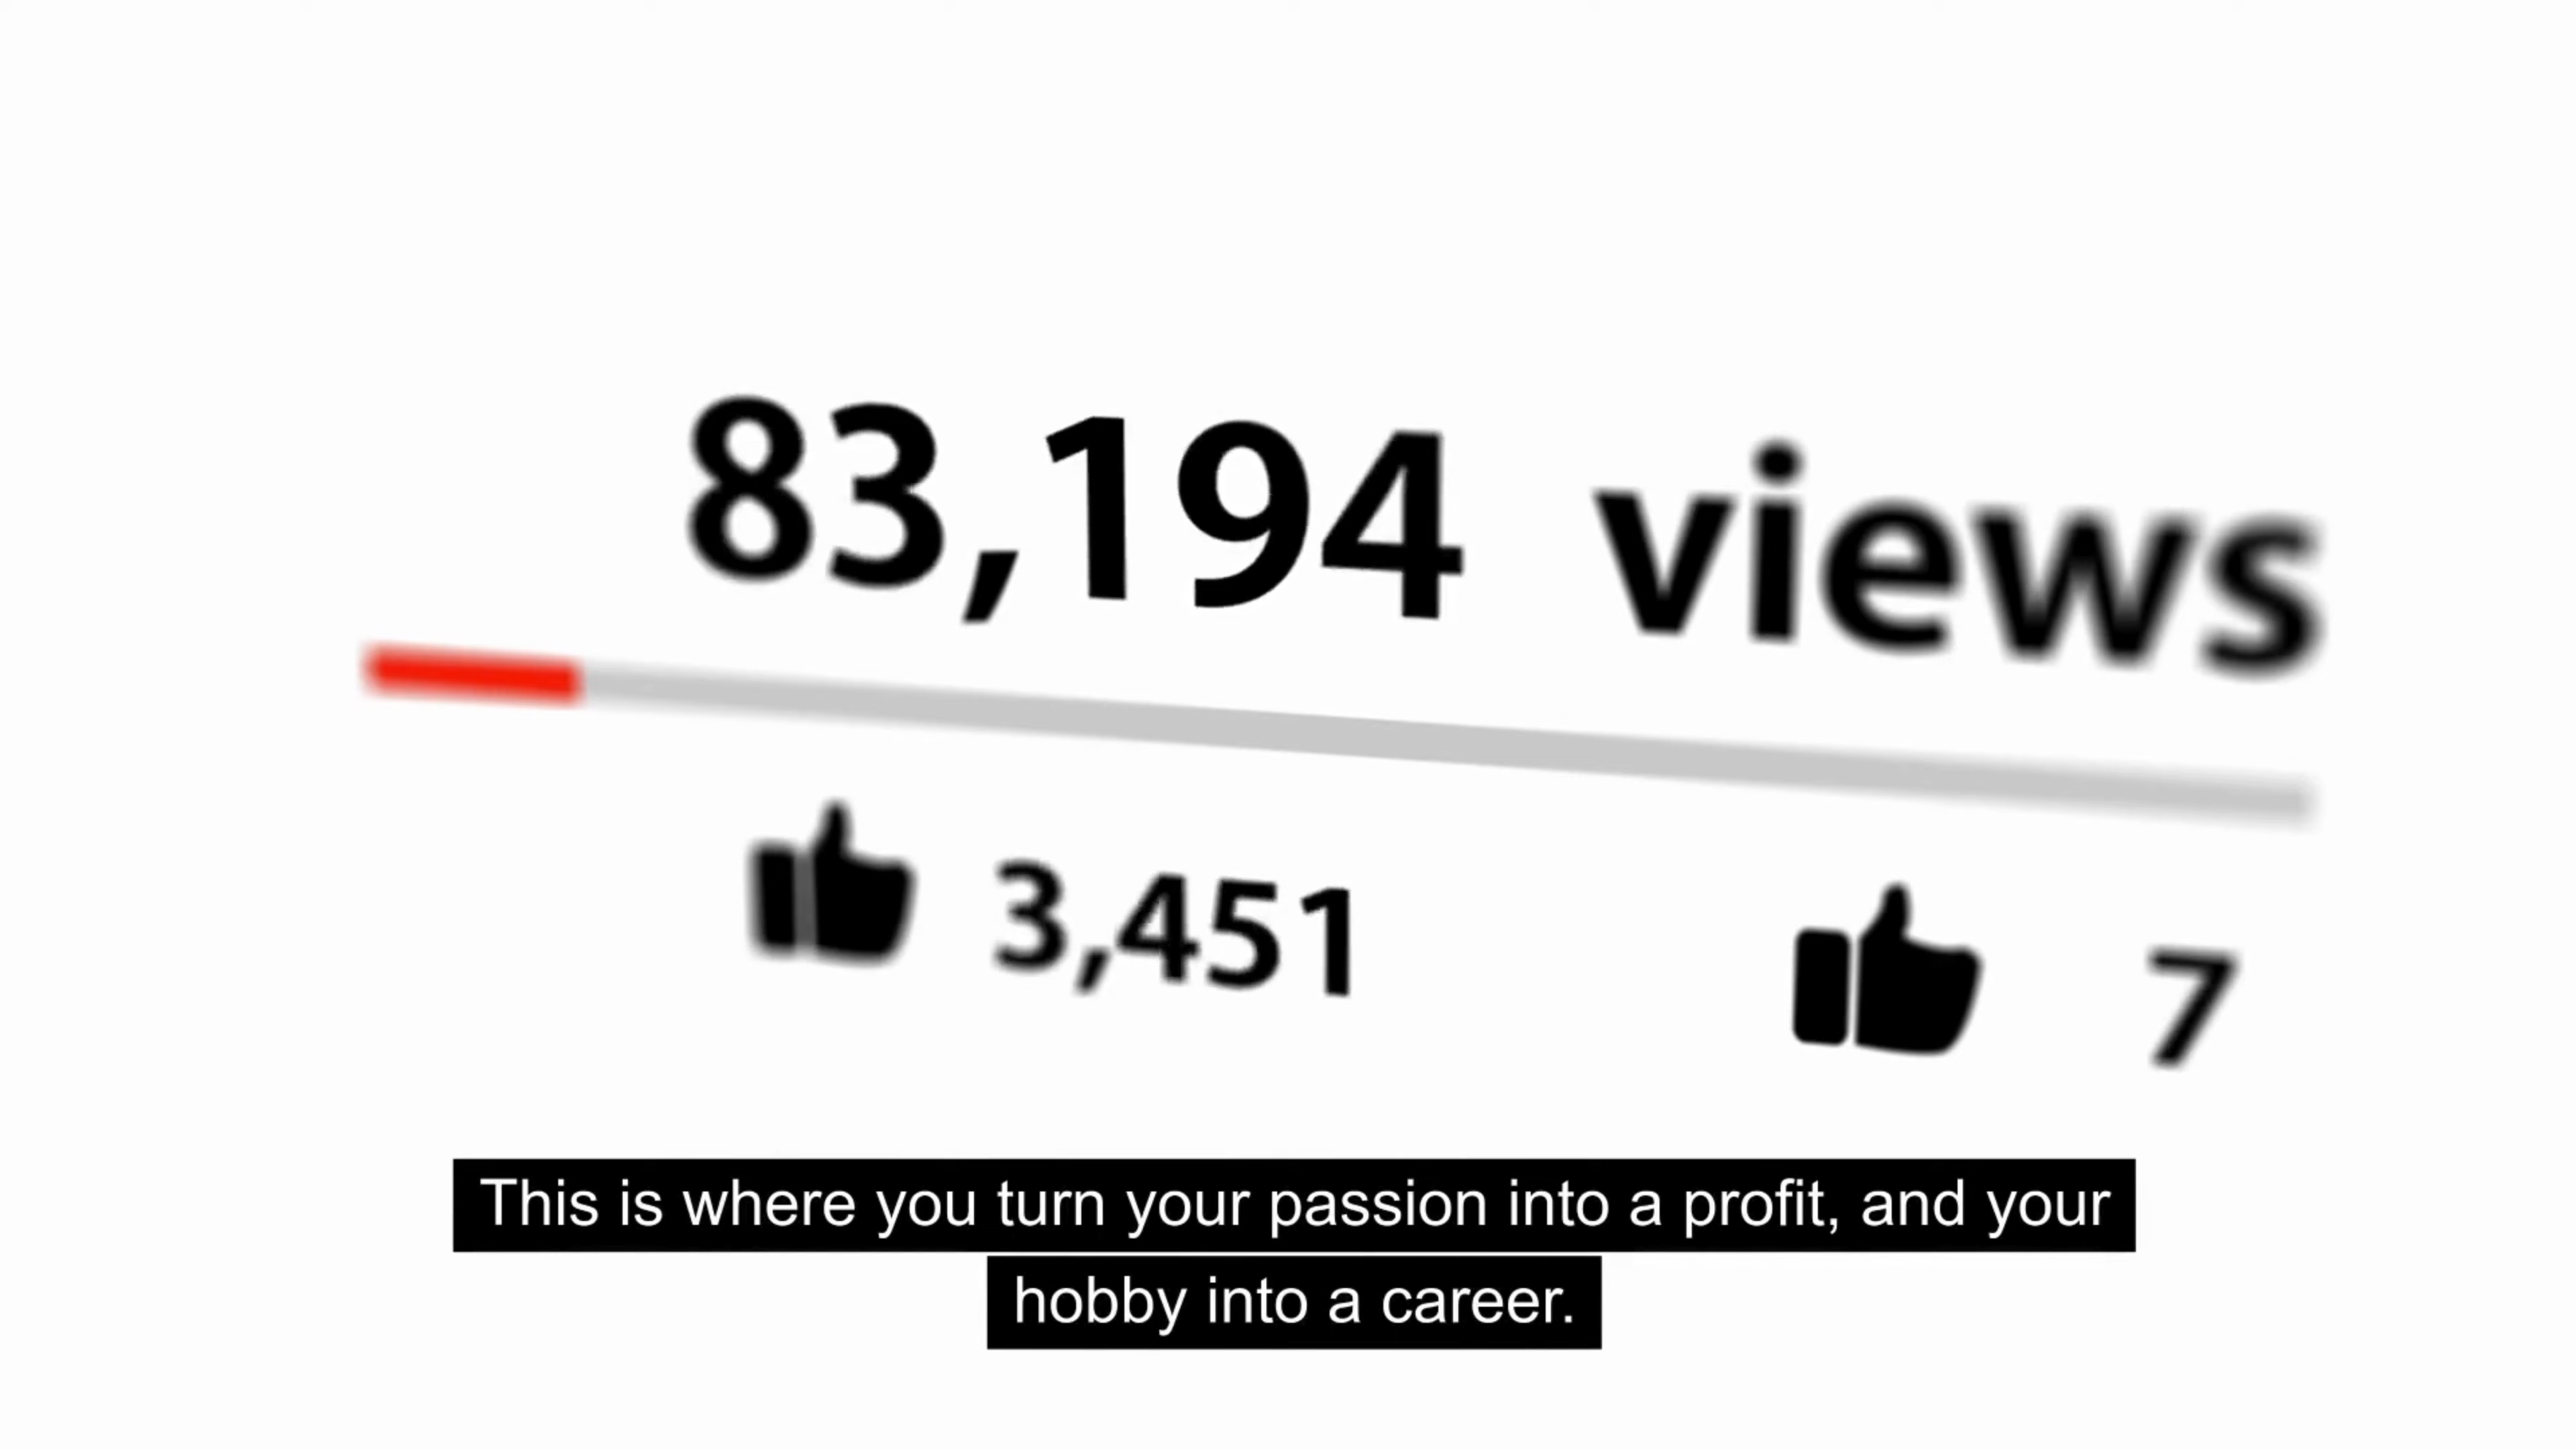 83,194 views
3,451 7
This is where you turn your passion into a profit, and your
hobby into a career.